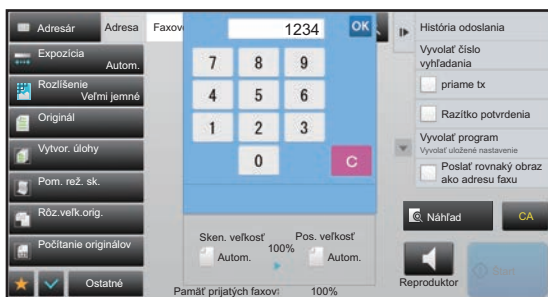 Adresár
Adresa
Faxov
1234
OK
7 8 9
4 5 6
1 2 3
0 C
Expozícia
Autom.
Rozlíšenie
Veľmi jemné
Originál
Vytvor. úlohy
Pom. rež. sk.
Rôz.veľk.orig.
Počítanie originálov
Ostatné
Sken. veľkosť
Pos. veľkosť
100%
Autom.
Autom.
Pamäť prijatých faxov: 100%
História odoslania
Vyvolať číslo
vyhľadania
priame tx
Razítko potvrdenia
Vyvolať program
Vyvolať uložené nastavenie
Poslať rovnaký obraz
ako adresu faxu
Náhľad
CA
Reproduktor
Start